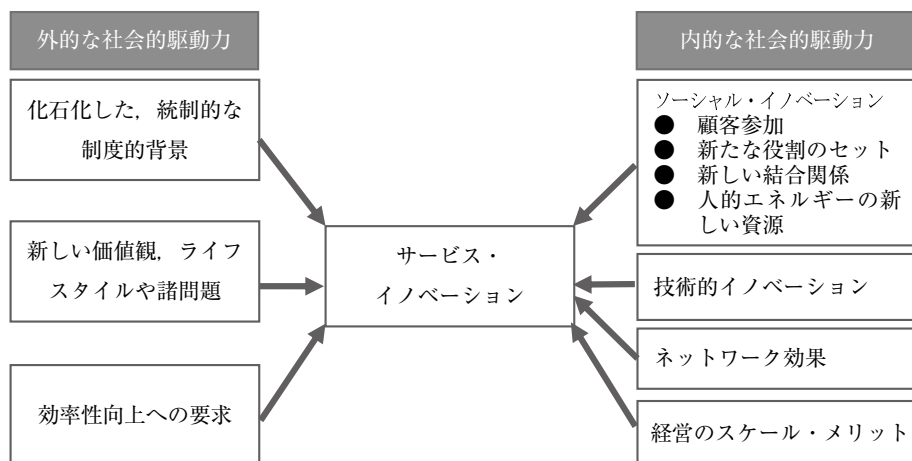 外的な社会的駆動力
化石化した，統制的な
制度的背景
新しい価値観，ライフ
スタイルや諸問題
効率性向上への要求
サービス・
イノベーション
内的な社会的駆動力
ソーシャル・イノベーション
● 顧客参加
● 新たな役割のセット
● 新しい結合関係
● 人的エネルギーの新
しい資源
技術的イノベーション
ネットワーク効果
経営のスケール・メリット